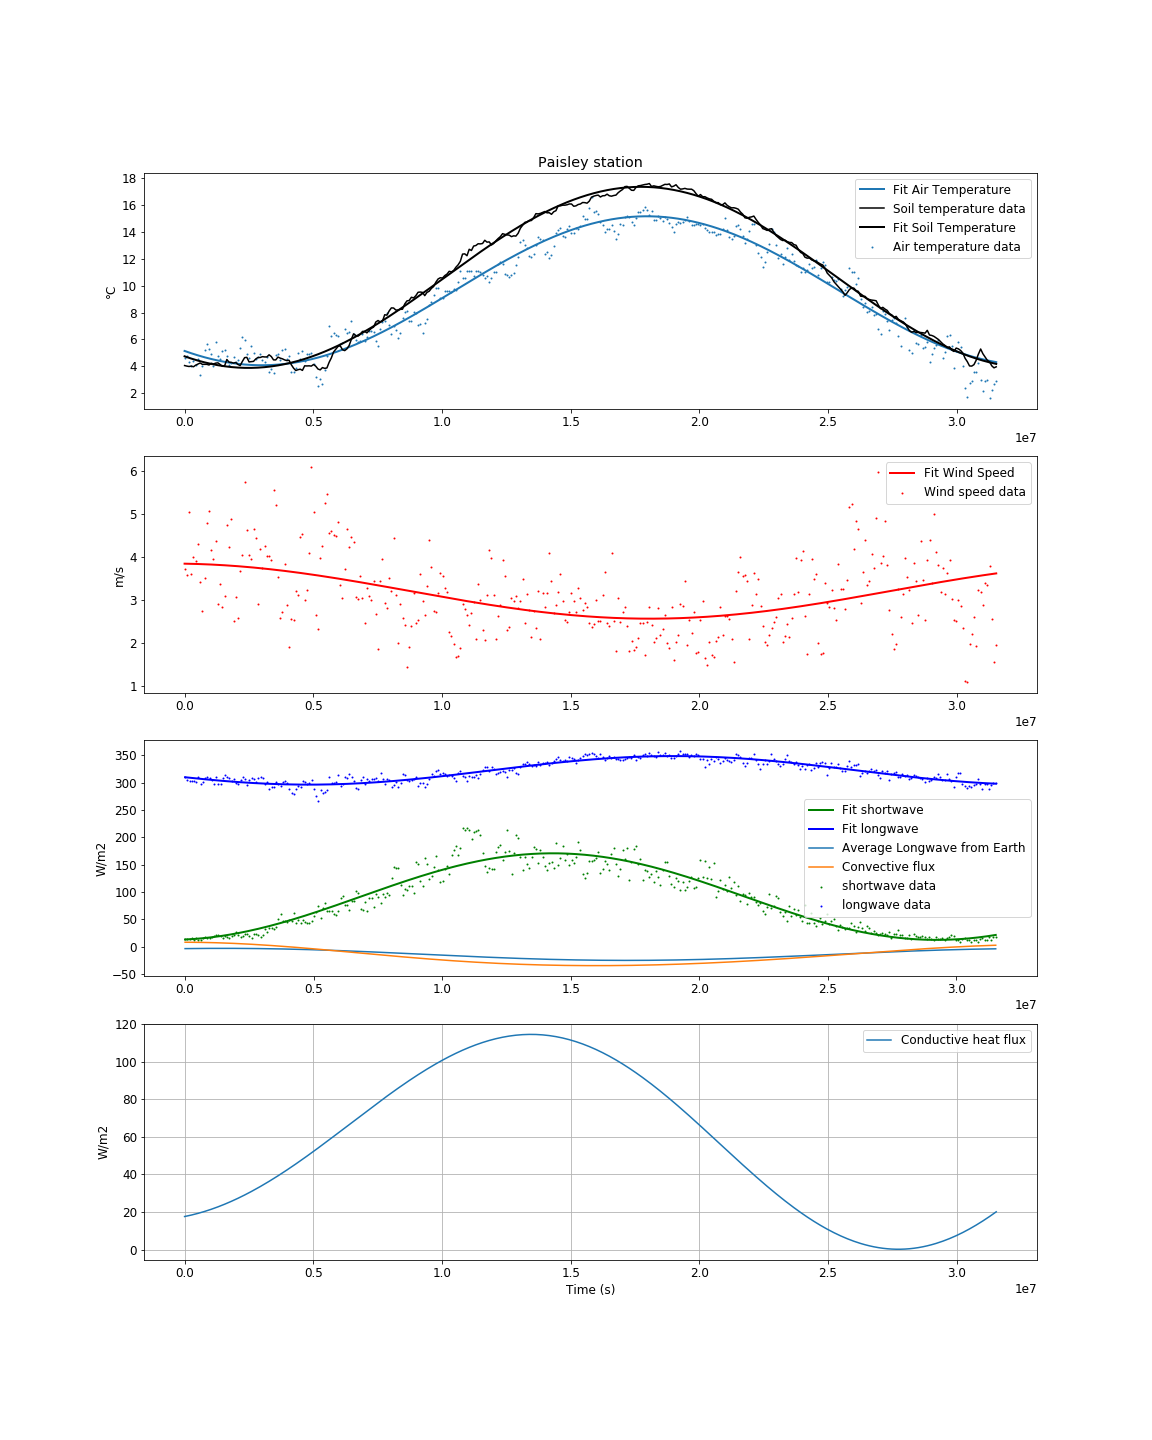 Paisley station
18
16
14
12
10
8
6
4
2
°C
Fit Air Temperature
Soil temperature data
Fit Soil Temperature
Air temperature data
0.0 0.5 1.0 1.5 2.0 2.5 3.0
1e7
6
5
4
3
2
1
m/s
Fit Wind Speed
Wind speed data
0.0 0.5 1.0 1.5 2.0 2.5 3.0
1e7
350
300
250
200
150
100
50
0
−50
W/m2
Fit shortwave
Fit longwave
Average Longwave from Earth
Convective flux
shortwave data
longwave data
0.0 0.5 1.0 1.5 2.0 2.5 3.0
1e7
120
100
80
60
40
20
0
W/m2
Conductive heat flux
0.0 0.5 1.0 1.5 2.0 2.5 3.0
1e7
Time (s)